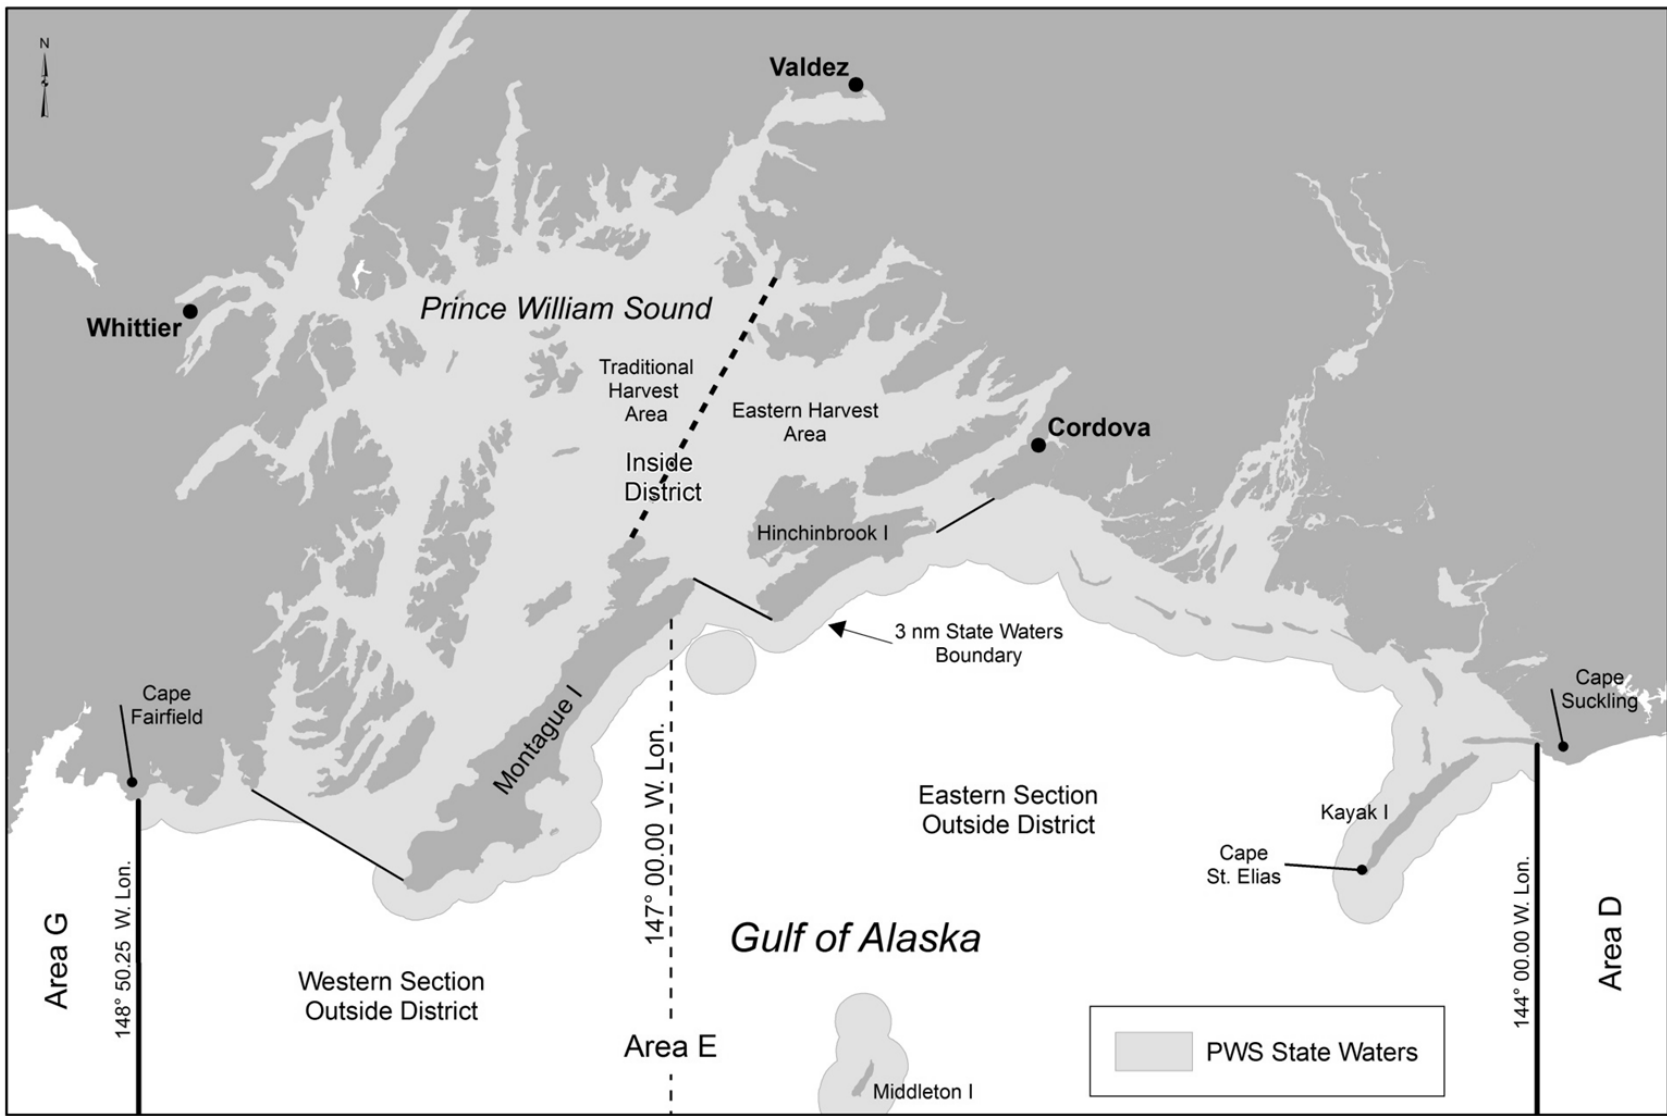 N
Valdez
Prince William Sound
Whittier
Traditional
Harvest
Area
Eastern Harvest
Area
Cordova
Inside
District
Hinchinbrook I
3 nm State Waters
Boundary
Cape
Fairfield
Cape
Suckling
Montague I
147° 00.00 W. Lon.
Eastern Section
Outside District
Kayak I
Cape
St. Elias
Area G
148° 50.25 W. Lon.
Gulf of Alaska
144° 00.00 W. Lon.
Area D
Western Section
Outside District
Area E
PWS State Waters
Middleton I